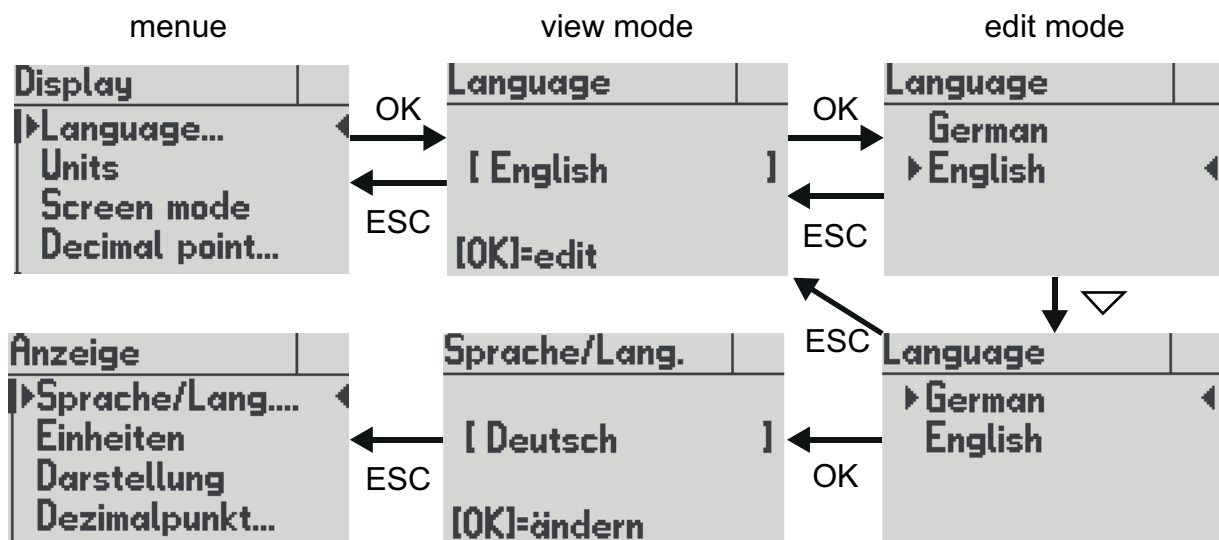 menue
view mode
edit mode
Display
Language...
Units
Screen mode
Decimal point...
OK
ESC
Language
[ English ]
[OK]=edit
OK
ESC
Language
German
English
ESC
Anzeige
Sprache/Lang....
Einheiten
Darstellung
Dezimalpunkt...
ESC
Sprache/Lang.
[ Deutsch ]
[OK]=ändern
OK
Language
German
English